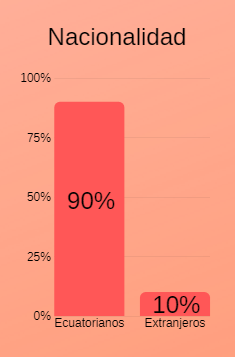 Nacionalidad
100%
75%
50%
25%
0%
90%
10%
Ecuatorianos
Extranjeros